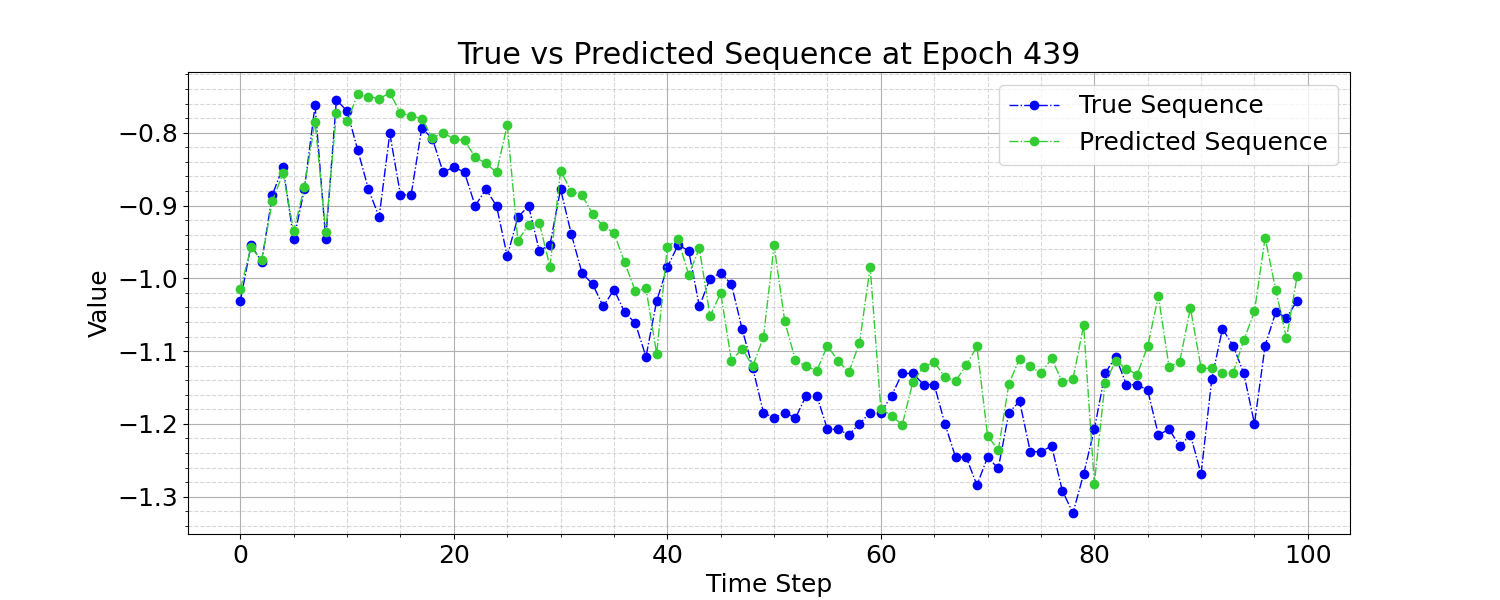 True vs Predicted Sequence at Epoch 439
True Sequence
Predicted Sequence
Value
−0.8
−0.9
−1.0
−1.1
−1.2
−1.3
0 20 40 60 80 100
Time Step